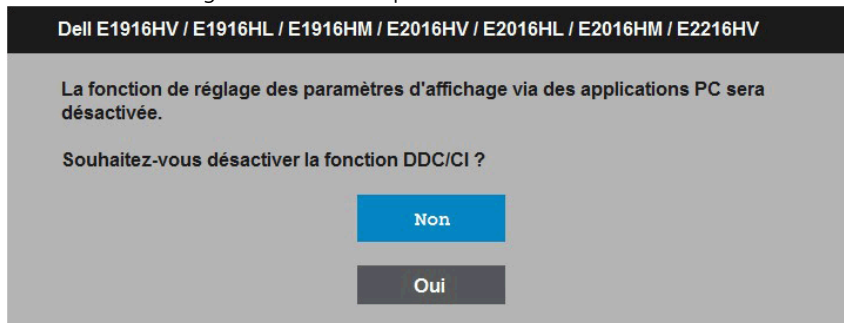 Dell E1916HV / E1916HL / E1916HM / E2016HV / E2016HL / E2016HM / E2216HV
La fonction de réglage des paramètres d'affichage via des applications PC sera
désactivée.
Souhaitez-vous désactiver la fonction DDC/CI ?
Non
Oui